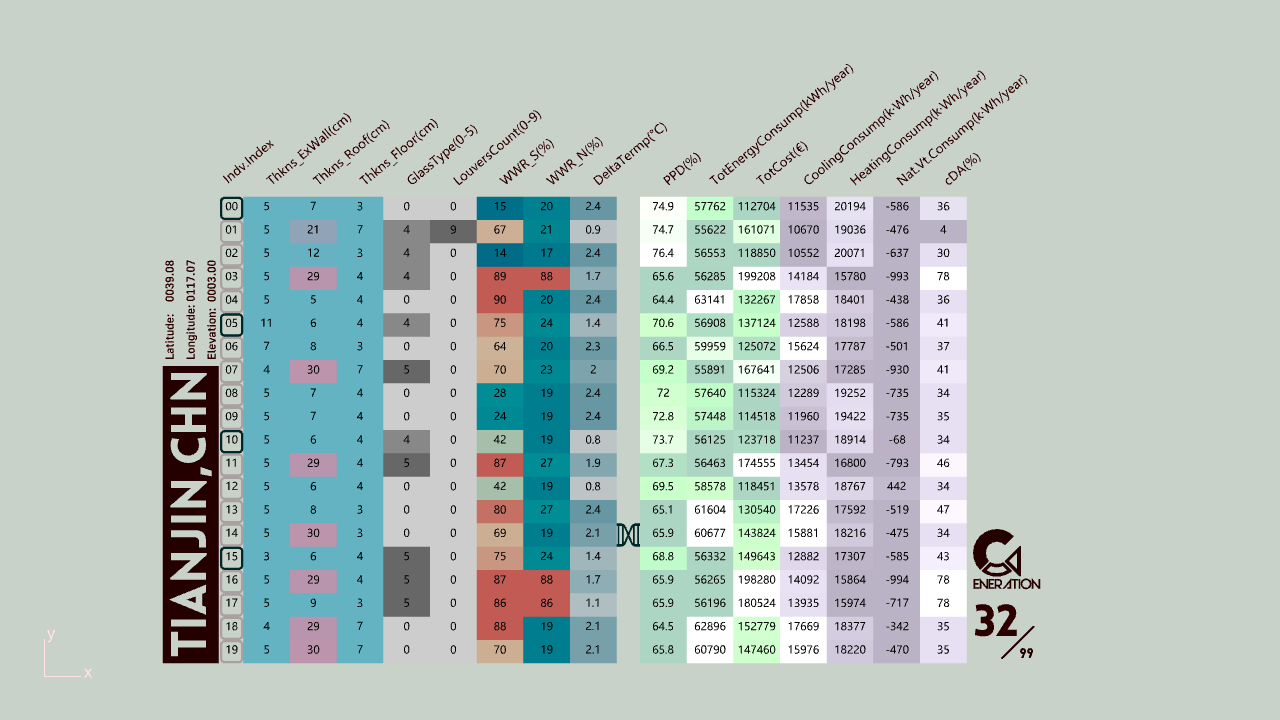 Indv.Index Thkns_ExWall(cm) Thkns_Roof(cm) Thkns_Floor(cm) GlassType(0-5) LouversCount(0-9) WWR_S(%) WWR_N(%) DeltaTermp(°C) PPD(%) TotEnergyConsump(kWh/year) TotCost(€) CoolingConsump(k·Wh/year) HeatingConsump(k·Wh/year) Nat.Vt.Consump(k·Wh/year) cDA(%)
00 5 7 3 0 0 15 20 2.4 74.9 57762 112704 11535 20194 -586 36
01 5 21 7 4 9 67 21 0.9 74.7 55622 161071 10670 19036 -476 4
02 5 12 3 4 0 14 17 2.4 76.4 56553 118850 10552 20071 -637 30
03 5 29 4 4 0 89 88 1.7 65.6 56285 199208 14184 15780 -993 78
04 5 5 4 0 0 90 20 2.4 64.4 63141 132267 17858 18401 -438 36
05 11 6 4 4 0 75 24 1.4 70.6 56908 137124 12588 18198 -586 41
06 7 8 3 0 0 64 20 2.3 66.5 59959 125072 15624 17787 -501 37
07 4 30 7 5 0 70 23 2 69.2 55891 167641 12506 17285 -930 41
08 5 7 4 0 0 28 19 2.4 72 57640 115324 12289 19252 -735 34
09 5 7 4 0 0 24 19 2.4 72.8 57448 114518 11960 19422 -735 35
10 5 6 4 4 0 42 19 0.8 73.7 56125 123718 11237 18914 -68 34
11 5 29 4 5 0 87 27 1.9 67.3 56463 174555 13454 16800 -793 46
12 5 6 4 0 0 42 19 0.8 69.5 58578 118451 13578 18767 442 34
13 5 8 3 0 0 80 27 2.4 65.1 61604 130540 17226 17592 -519 47
14 5 30 3 0 0 69 19 2.1 65.9 60677 143824 15881 18216 -475 34
15 3 6 4 5 0 75 24 1.4 68.8 56332 149643 12882 17307 -585 43
16 5 29 4 5 0 87 88 1.7 65.9 56265 198280 14092 15864 -994 78
17 5 9 3 5 0 86 86 1.1 65.9 56196 180524 13935 15974 -717 78
18 4 29 7 0 0 88 19 2.1 64.5 62896 152779 17669 18377 -342 35
19 5 30 7 0 0 70 19 2.1 65.8 60790 147460 15976 18220 -470 35
Latitude: 0039.08
Longitude: 0117.07
Elevation: 0003.00
TIANJIN,CHN
G
ENERATION
32/99
y
x